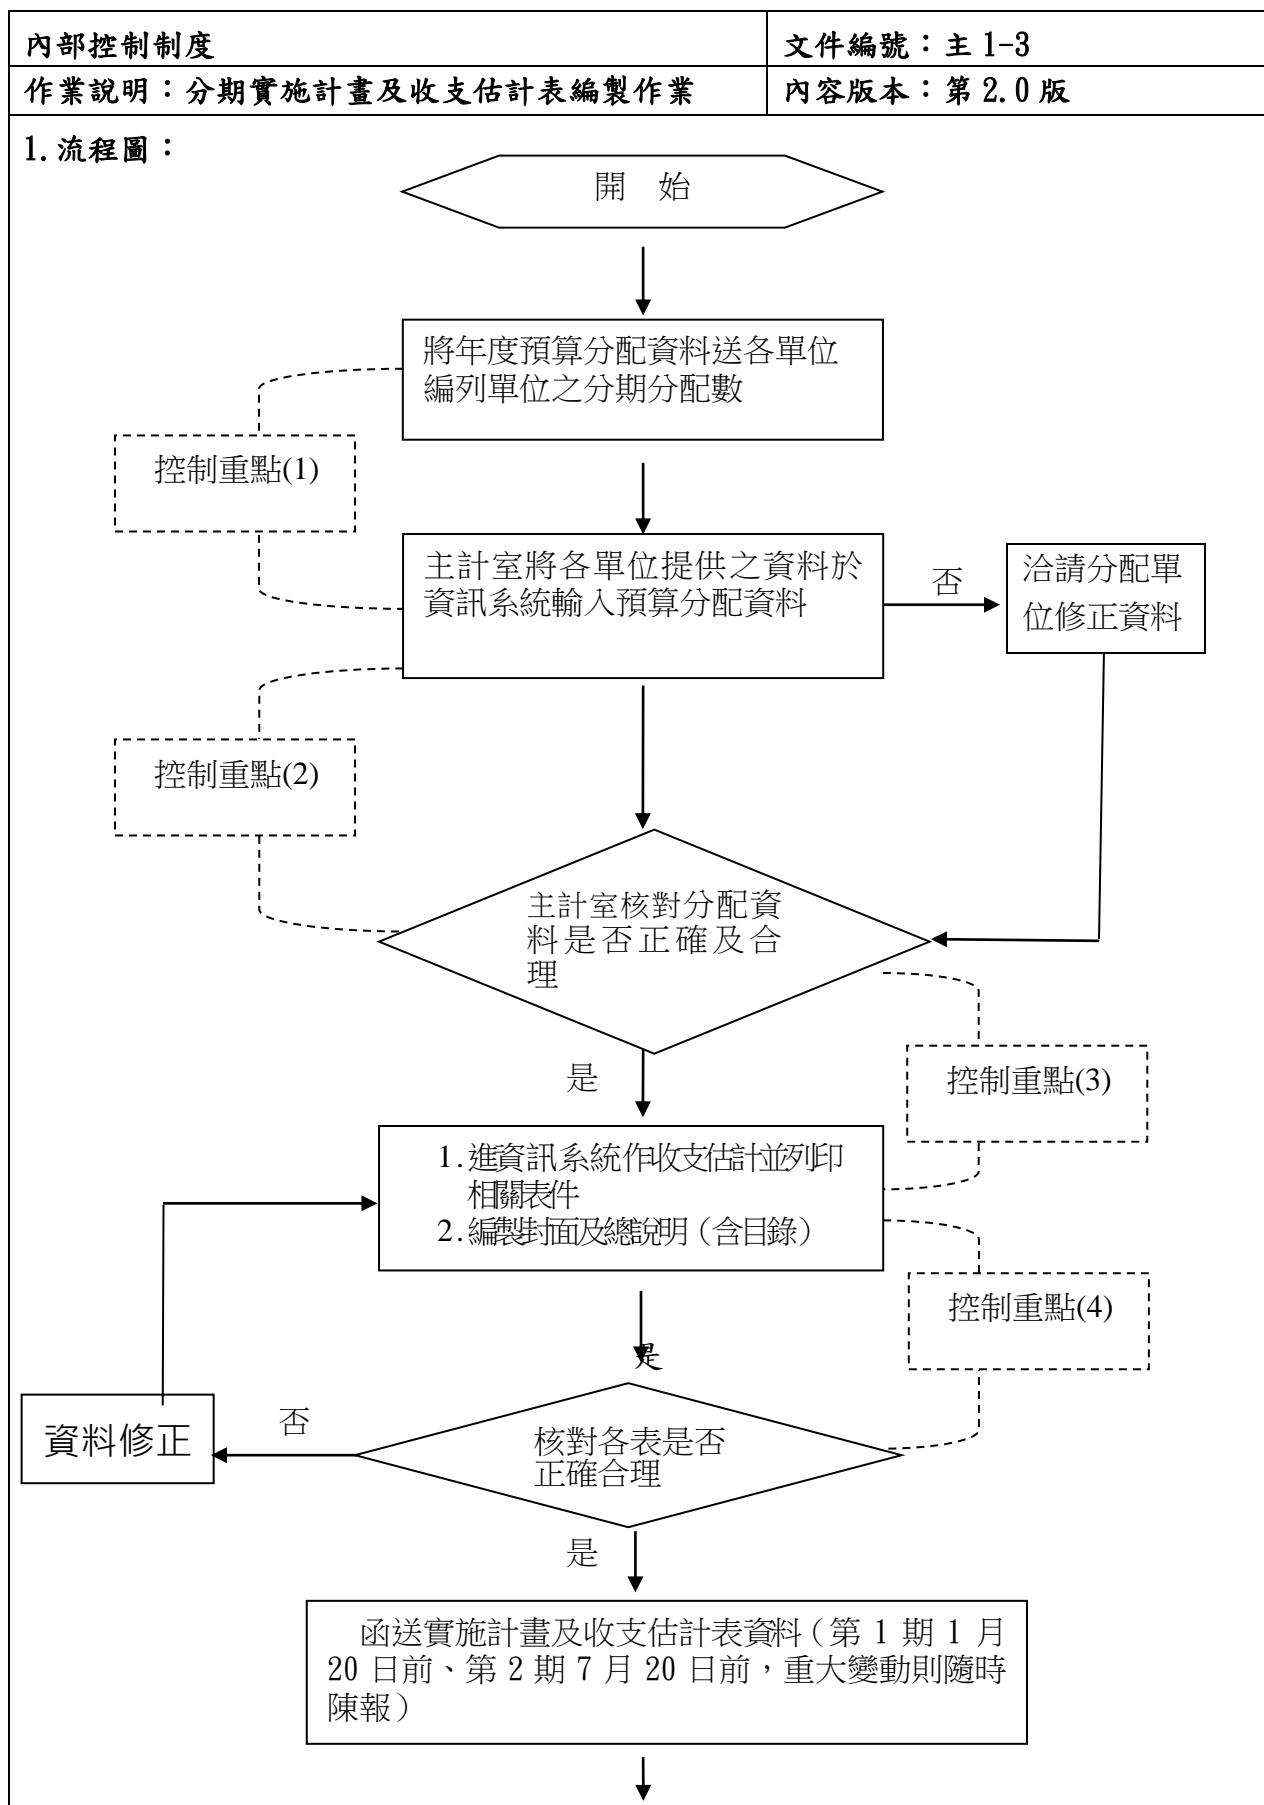 內部控制制度
文件編號：主 1-3
作業說明：分期實施計畫及收支估計表編製作業
內容版本：第 2.0 版
1.流程圖：
開　始
將年度預算分配資料送各單位
編列單位之分期分配數
控制重點(1)
主計室將各單位提供之資料於
資訊系統輸入預算分配資料
否
洽請分配單
位修正資料
控制重點(2)
主計室核對分配資
料是否正確及合
理
是
控制重點(3)
1.進資訊系統作收支估計並列印
相關表件
2.編製封面及總說明（含目錄）
控制重點(4)
是
資料修正
否
核對各表是否
正確合理
是
函送實施計畫及收支估計表資料（第 1 期 1 月
20 日前、第 2 期 7 月 20 日前，重大變動則隨時
陳報）